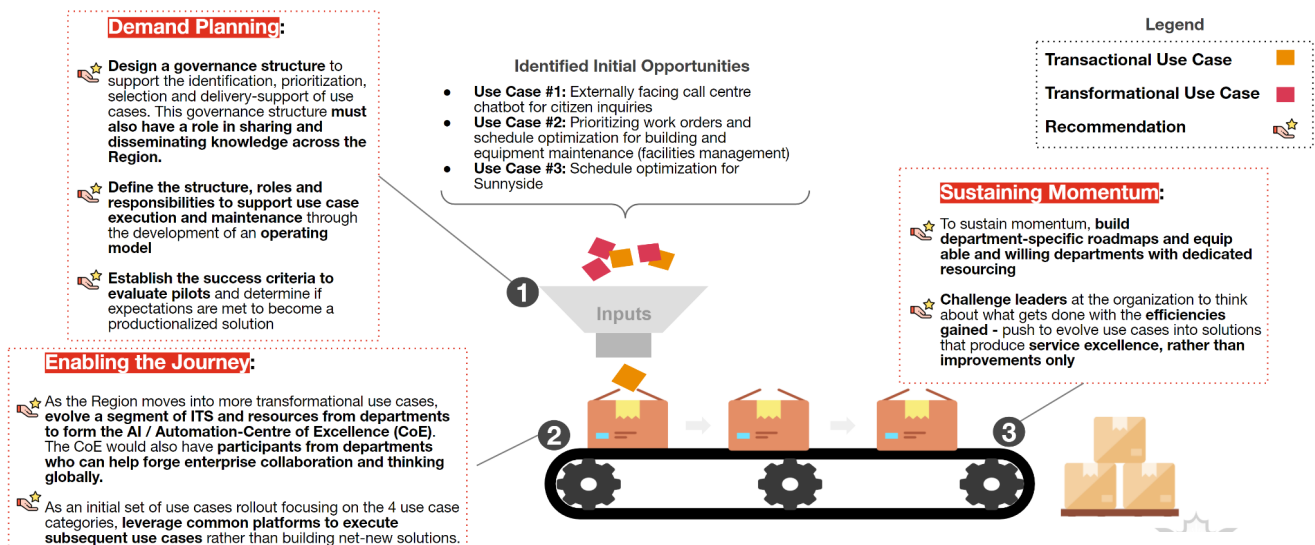 Demand Planning:
Design a governance structure to
support the identification, prioritization,
selection and delivery-support of use
cases. This governance structure must
also have a role in sharing and
disseminating knowledge across the
Region.
Define the structure, roles and
responsibilities to support use case
execution and maintenance through
the development of an operating
model
Establish the success criteria to
evaluate pilots and determine if
expectations are met to become a
productionalized solution
Identified Initial Opportunities
● Use Case #1: Externally facing call centre
chatbot for citizen inquiries
● Use Case #2: Prioritizing work orders and
schedule optimization for building and
equipment maintenance (facilities management)
● Use Case #3: Schedule optimization for
Sunnyside
Legend
Transactional Use Case
Transformational Use Case
Recommendation
1
Inputs
Enabling the Journey:
As the Region moves into more transformational use cases,
evolve a segment of ITS and resources from departments
to form the AI / Automation-Centre of Excellence (CoE).
The CoE would also have participants from departments
who can help forge enterprise collaboration and thinking
globally.
As an initial set of use cases rollout focusing on the 4 use case
categories, leverage common platforms to execute
subsequent use cases rather than building net-new solutions.
2
Sustaining Momentum:
To sustain momentum, build
department-specific roadmaps and equip
able and willing departments with dedicated
resourcing
Challenge leaders at the organization to think
about what gets done with the efficiencies
gained - push to evolve use cases into solutions
that produce service excellence, rather than
improvements only
3